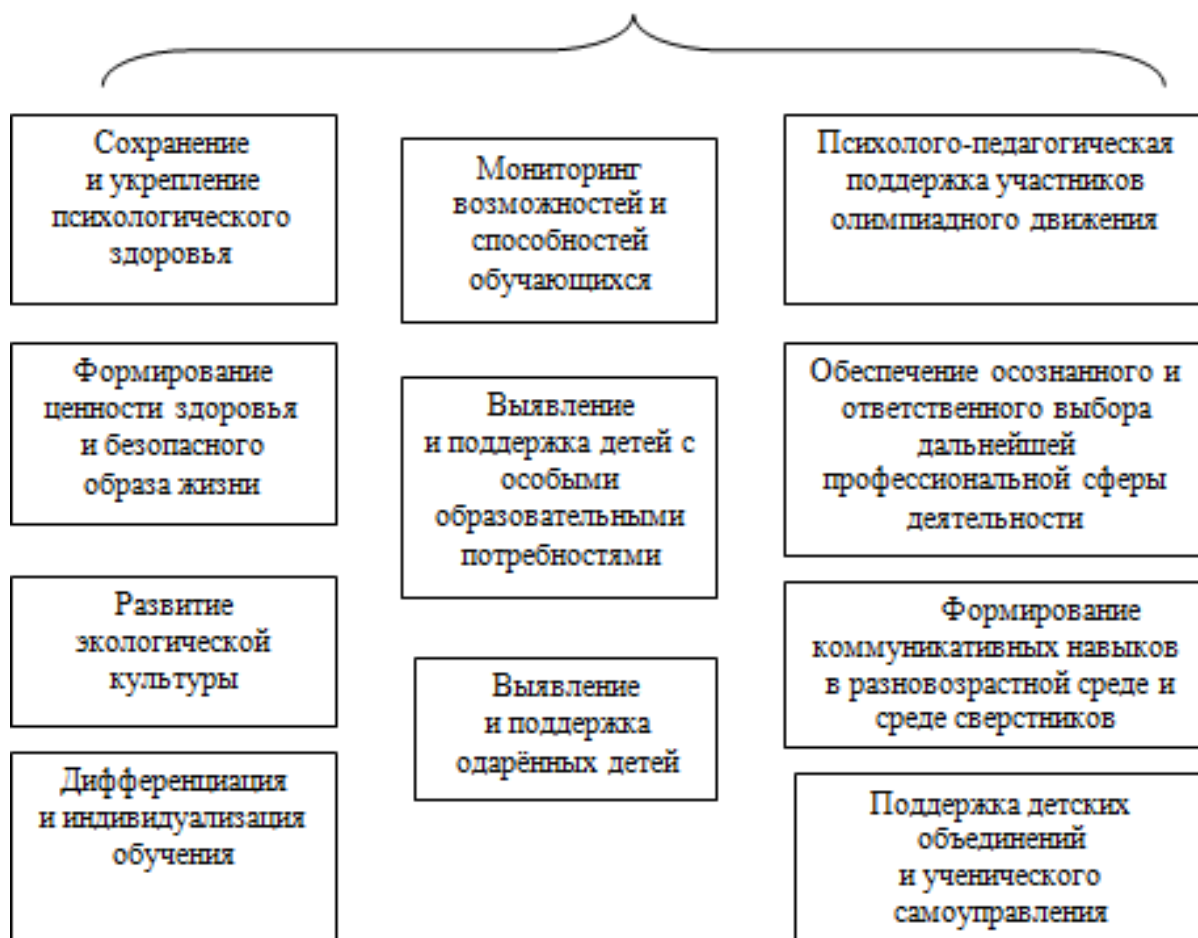 Сохранение
и укрепление
психологического
здоровья
Формирование
ценности здоровья
и безопасного
образа жизни
Развитие
экологической
культуры
Дифференциация
и индивидуализация
обучения
Мониторинг
возможностей и
способностей
обучающихся
Выявление
и поддержка детей с
особыми
образовательными
потребностями
Выявление
и поддержка
одарённых детей
Психолого-педагогическая
поддержка участников
олимпиадного движения
Обеспечение осознанного и
ответственного выбора
дальнейшей
профессиональной сферы
деятельности
Формирование
коммуникативных навыков
в разновозрастной среде и
среде сверстников
Поддержка детских
объединений
и ученического
самоуправления